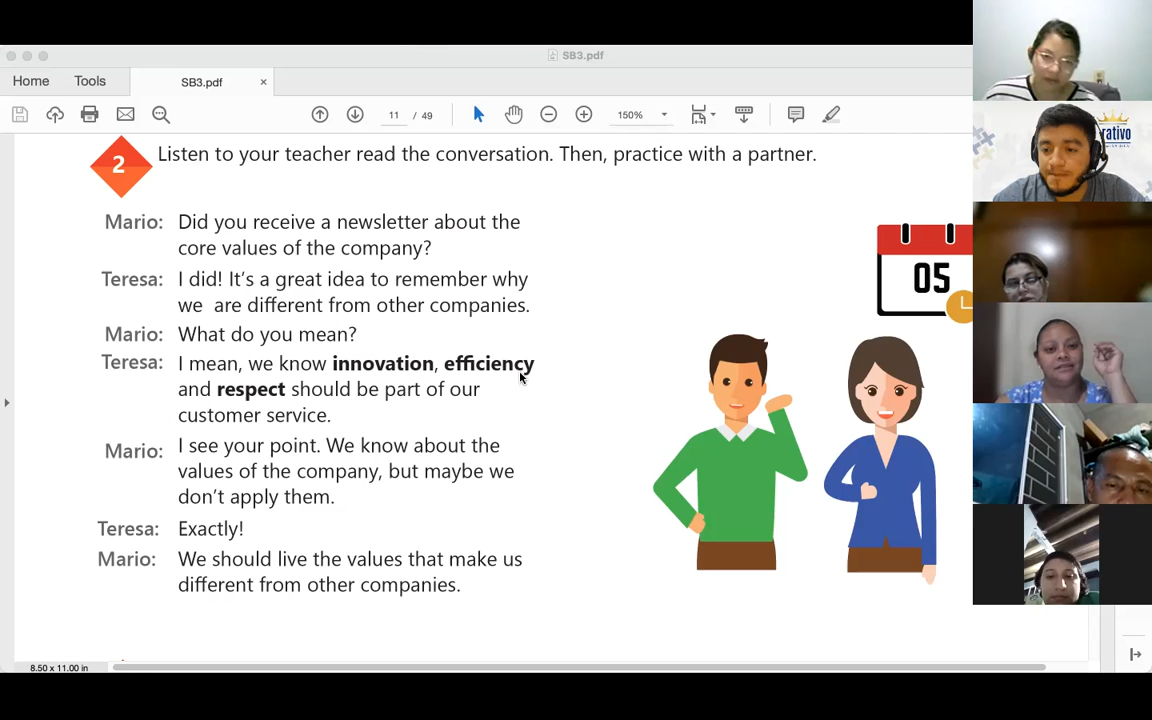 SB3.pdf
Home Tools SB3.pdf ×
11 / 49 150%
rativo
2 Listen to your teacher read the conversation. Then, practice with a partner.
Mario: Did you receive a newsletter about the
core values of the company?
05
Teresa: I did! It's a great idea to remember why
we are different from other companies.
Mario: What do you mean?
Teresa: I mean, we know innovation, efficiency
and respect should be part of our
customer service.
Mario: I see your point. We know about the
values of the company, but maybe we
don't apply them.
Teresa: Exactly!
Mario: We should live the values that make us
different from other companies.
8.50 x 11.00 in